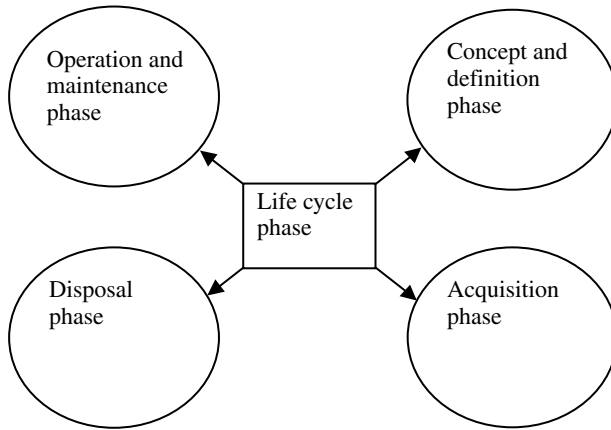 Operation and
maintenance
phase
Concept and
definition
phase
Life cycle
phase
Disposal
phase
Acquisition
phase